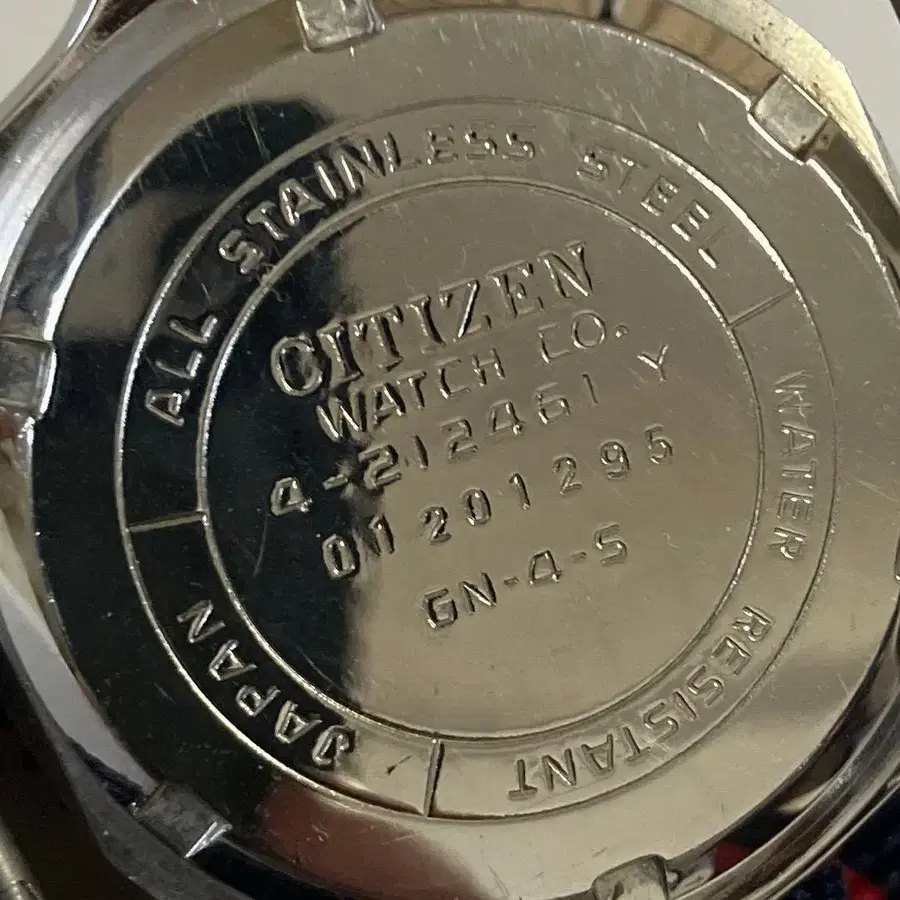 ALL STAINLESS STEEL
WATER RESISTANT
JAPAN
CITIZEN
WATCH CO.
4-212461 Y
01201295
GN-4-S